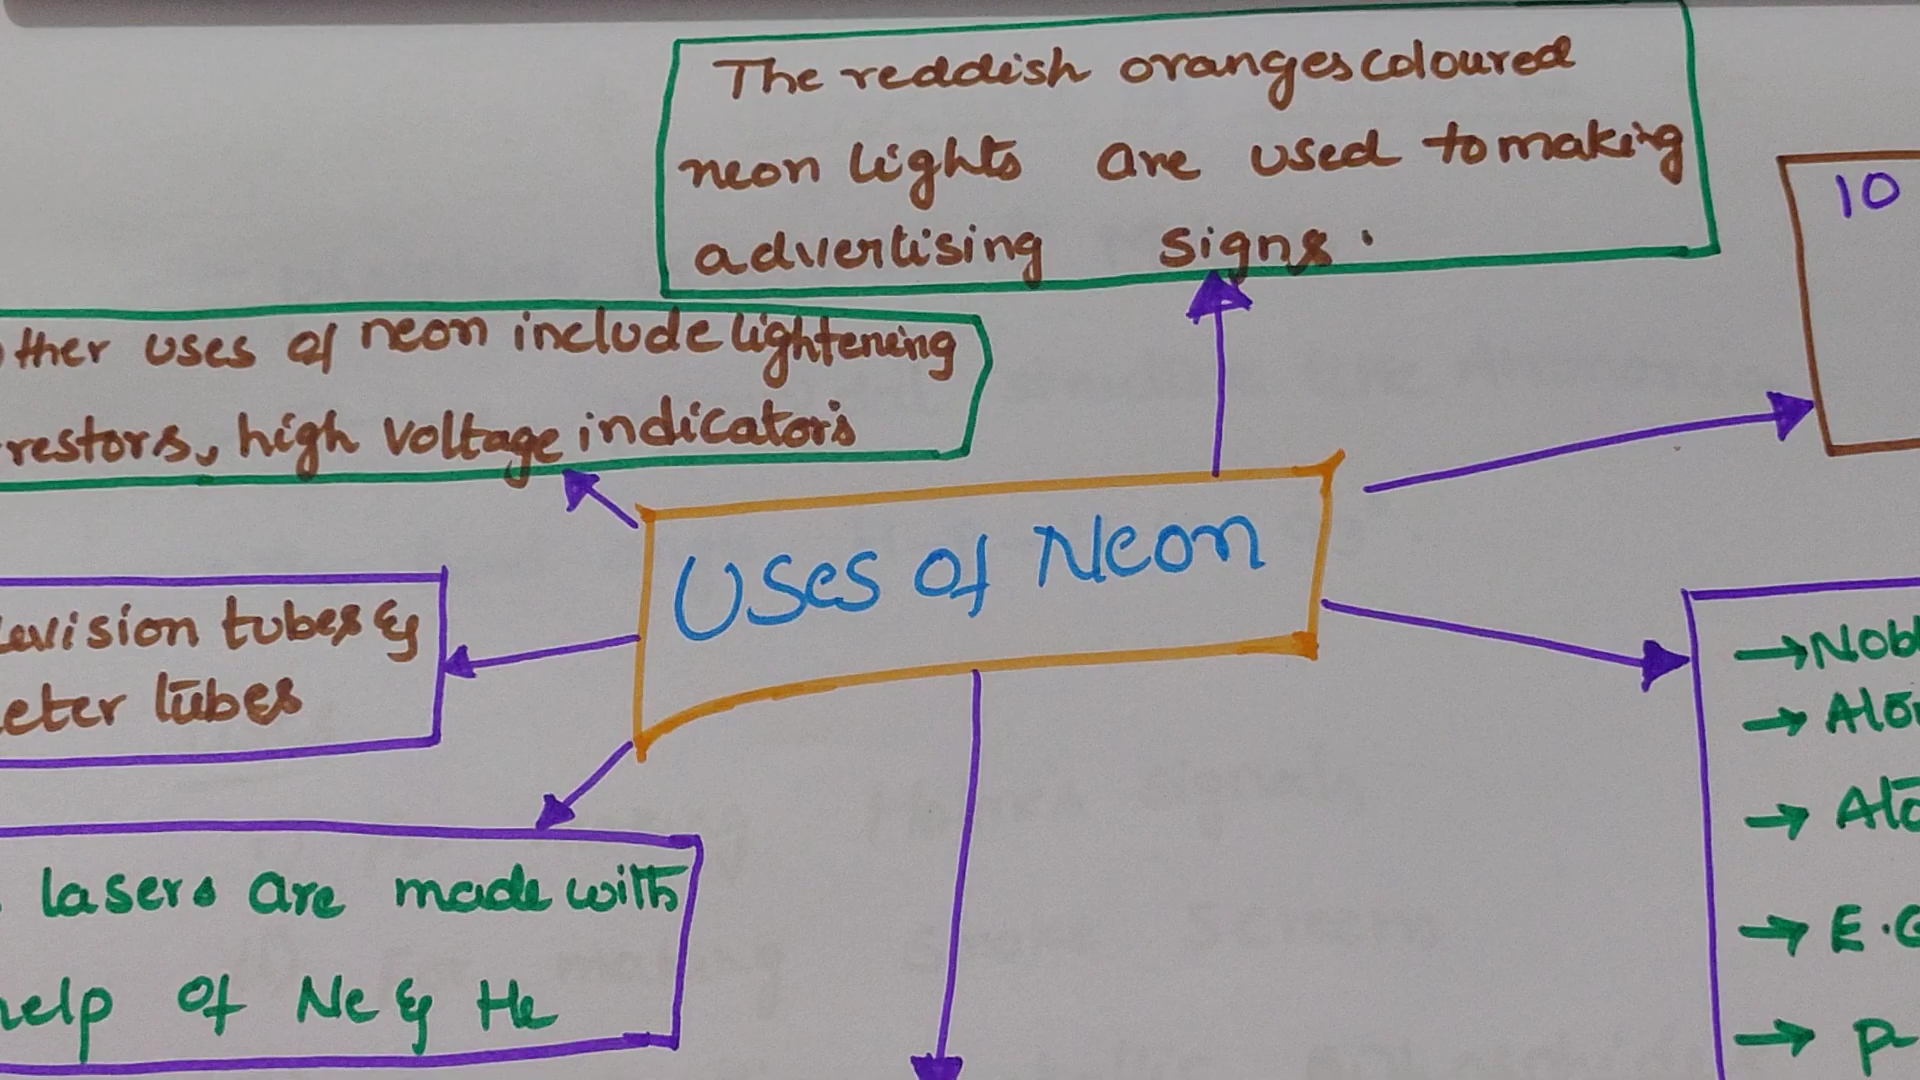 The reddish oranges coloured
neon lights are used to making
advertising signs.
ther uses of neon include lightening
restors, high voltage indicators
10
Uses of Neon
levision tubes &
eter tubes
lasers are made with
help of Ne & He
→ Nobl
→ Ato
→ Ato
→ E.C
→ P